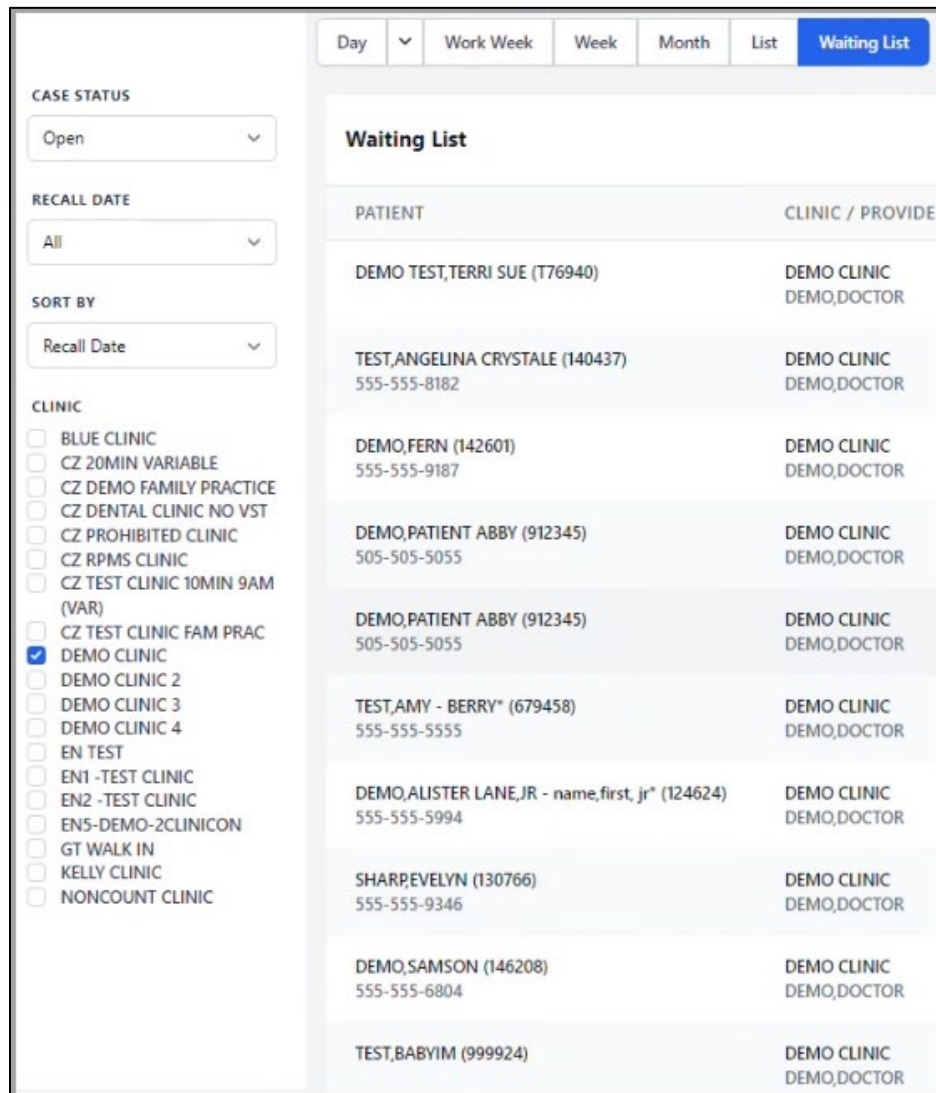 Day
Work Week
Week
Month
List
Waiting List
CASE STATUS
Open
RECALL DATE
All
SORT BY
Recall Date
CLINIC
BLUE CLINIC
CZ 20MIN VARIABLE
CZ DEMO FAMILY PRACTICE
CZ DENTAL CLINIC NO VST
CZ PROHIBITED CLINIC
CZ RPMS CLINIC
CZ TEST CLINIC 10MIN 9AM
(VAR)
CZ TEST CLINIC FAM PRAC
DEMO CLINIC
DEMO CLINIC 2
DEMO CLINIC 3
DEMO CLINIC 4
EN TEST
EN1 -TEST CLINIC
EN2 -TEST CLINIC
EN5-DEMO-2CLINICON
GT WALK IN
KELLY CLINIC
NONCOUNT CLINIC
Waiting List
PATIENT CLINIC / PROVIDE
DEMO TEST,TERRI SUE (T76940) DEMO CLINIC
DEMO,DOCTOR
TEST,ANGELINA CRYSTALE (140437) DEMO CLINIC
555-555-8182 DEMO,DOCTOR
DEMO,FERN (142601) DEMO CLINIC
555-555-9187 DEMO,DOCTOR
DEMO,PATIENT ABBY (912345) DEMO CLINIC
505-505-5055 DEMO,DOCTOR
DEMO,PATIENT ABBY (912345) DEMO CLINIC
505-505-5055 DEMO,DOCTOR
TEST,AMY - BERRY* (679458) DEMO CLINIC
555-555-5555 DEMO,DOCTOR
DEMO,ALISTER LANE,JR - name,first, jr* (124624) DEMO CLINIC
555-555-5994 DEMO,DOCTOR
SHARP,EVELYN (130766) DEMO CLINIC
555-555-9346 DEMO,DOCTOR
DEMO,SAMSON (146208) DEMO CLINIC
555-555-6804 DEMO,DOCTOR
TEST,BABYIM (999924) DEMO CLINIC
DEMO,DOCTOR